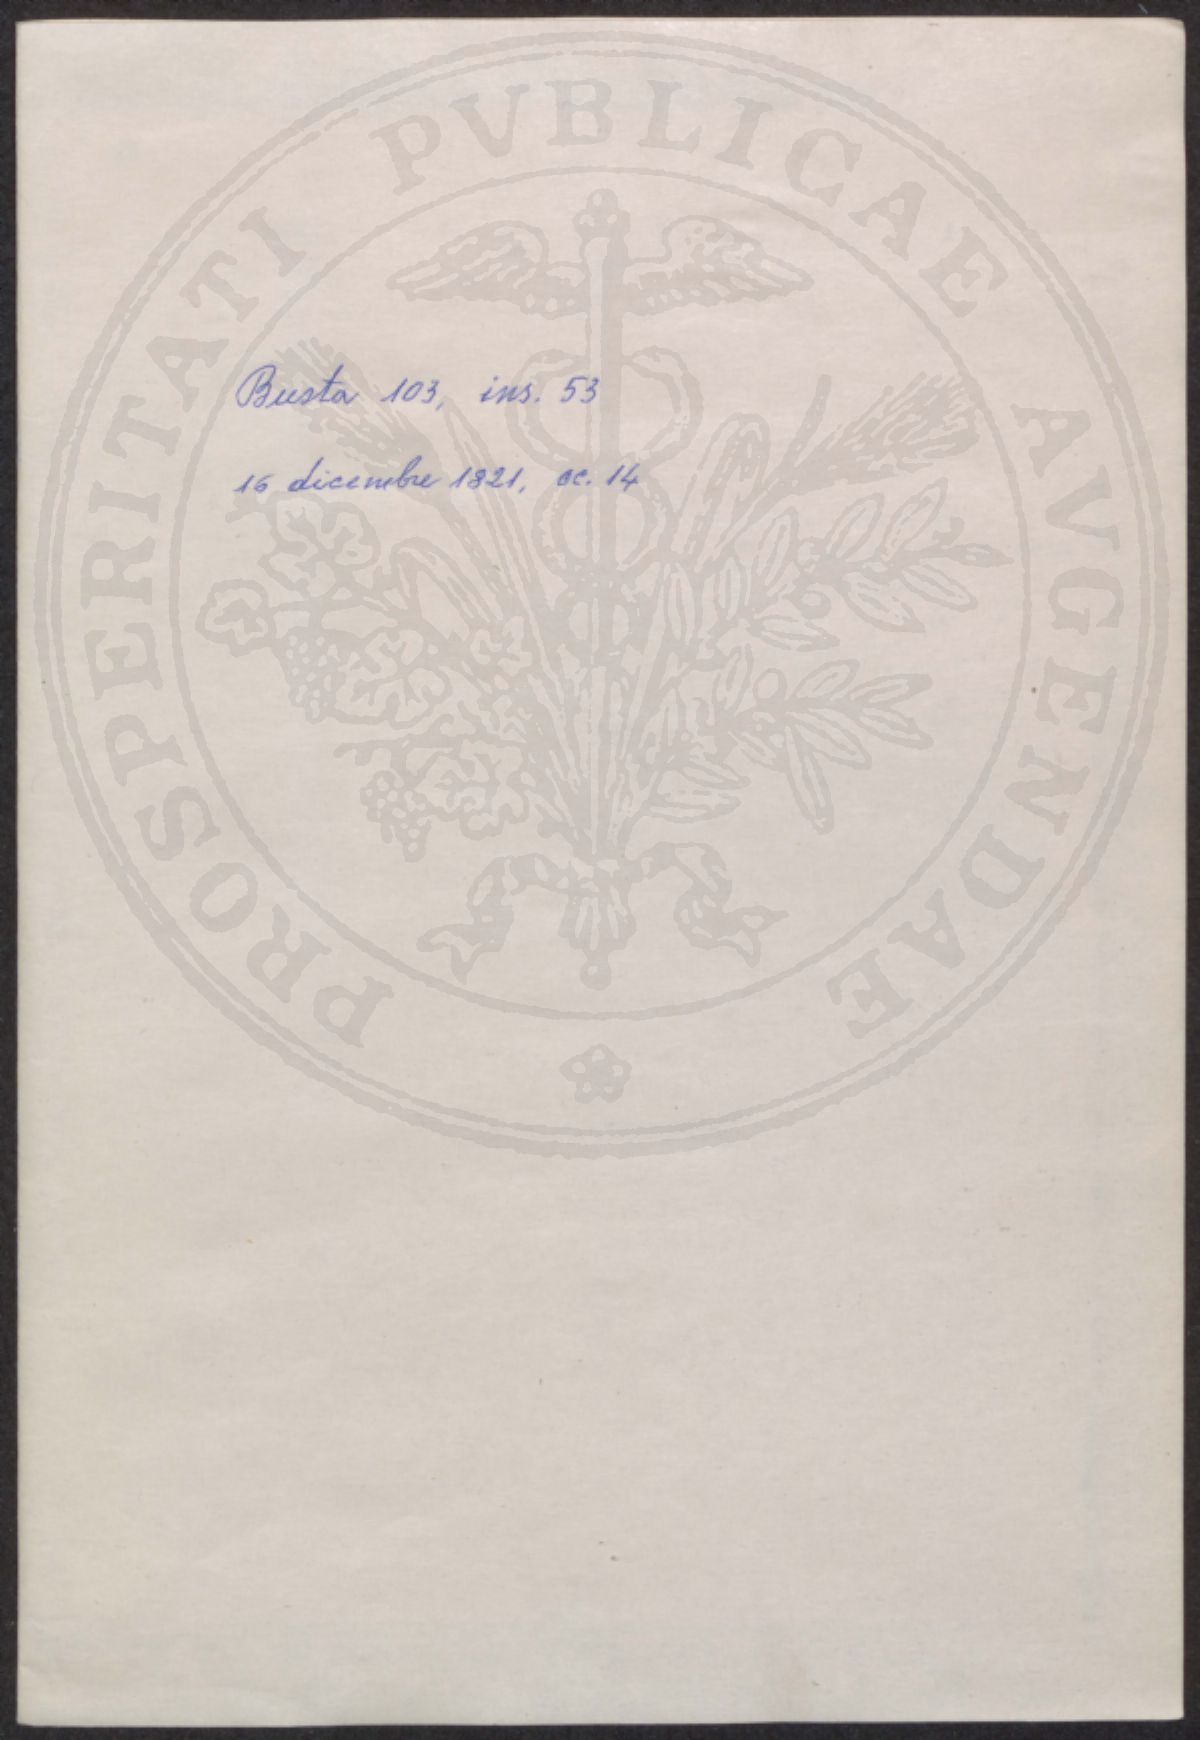 PROSPERITATI PVBLICAE AVGENDAE
Busta 103, ins. 53
16 dicembre 1821, cc. 14